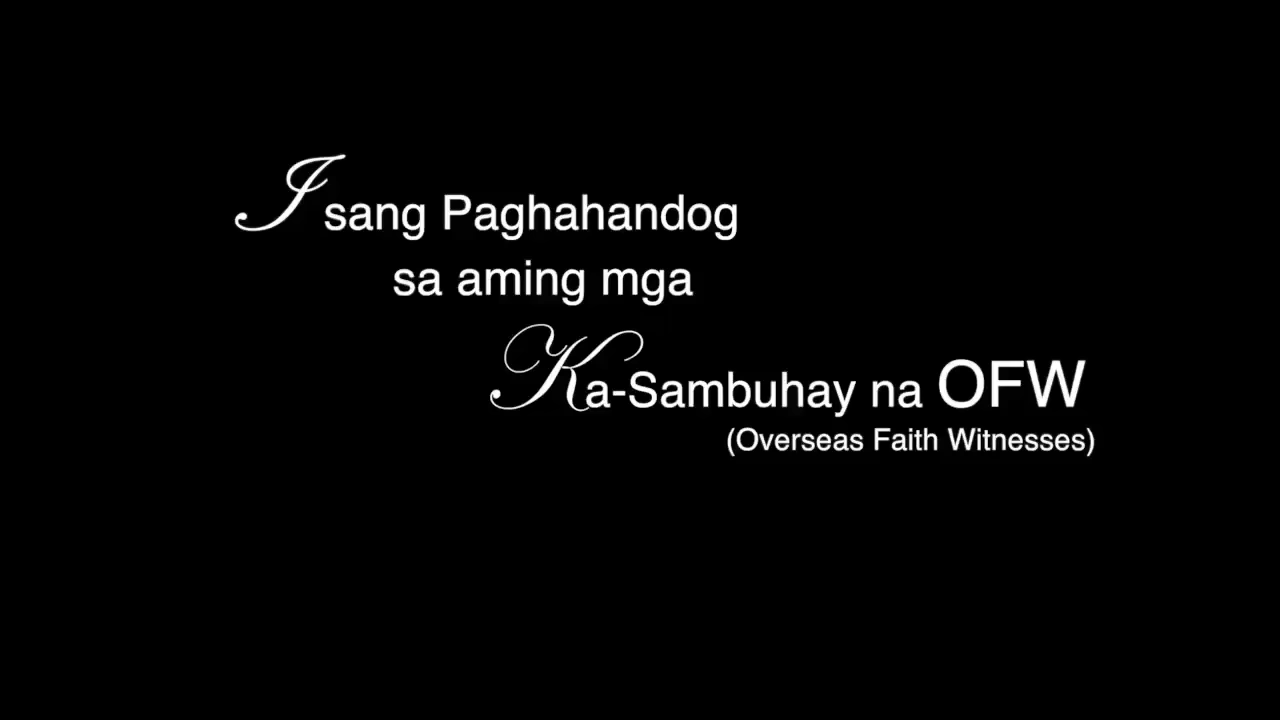 Isang Paghahandog
sa aming mga
Ka-Sambuhay na OFW
(Overseas Faith Witnesses)